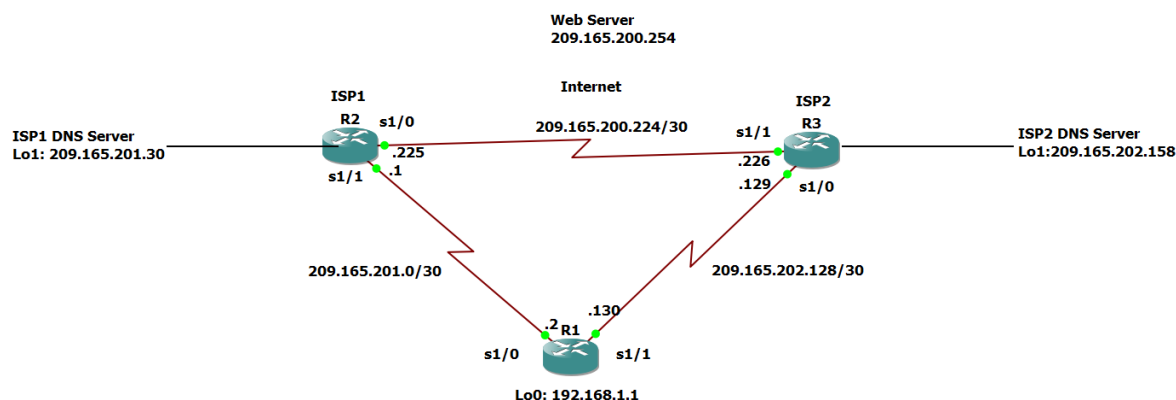 Web Server
209.165.200.254
Internet
ISP1
R2
s1/0
ISP1 DNS Server
Lo1: 209.165.201.30
.225
s1/1
.1
209.165.200.224/30
ISP2
R3
s1/1
.226
.129
s1/0
ISP2 DNS Server
Lo1:209.165.202.158
209.165.201.0/30
209.165.202.128/30
.2
R1
.130
s1/0
s1/1
Lo0: 192.168.1.1